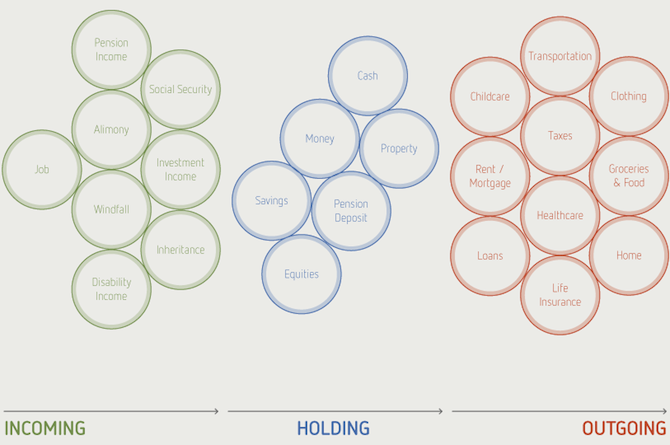 Pension
Income
Social Security
Alimony
Job
Investment
Income
Windfall
Inheritance
Disability
Income
Cash
Money
Property
Savings
Pension
Deposit
Equities
Transportation
Childcare
Clothing
Taxes
Rent /
Mortgage
Groceries
& Food
Healthcare
Loans
Home
Life
Insurance
INCOMING
HOLDING
OUTGOING